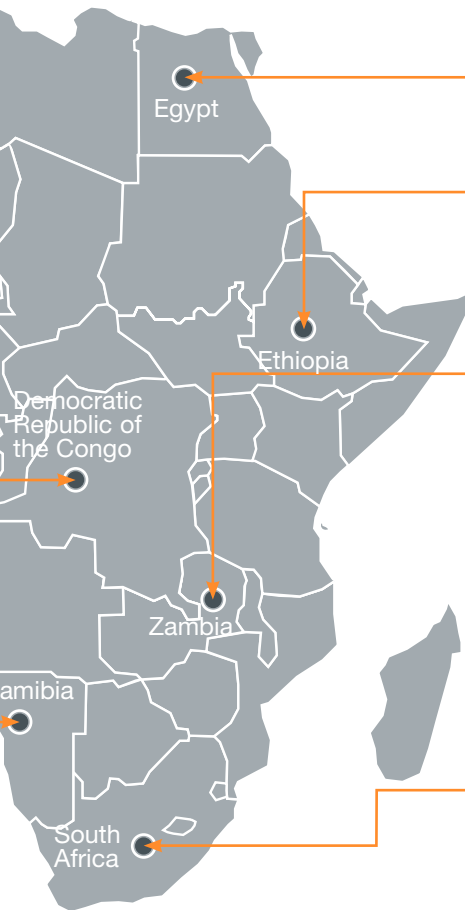 Egypt
Ethiopia
Democratic
Republic of
the Congo
Zambia
amibia
South
Africa